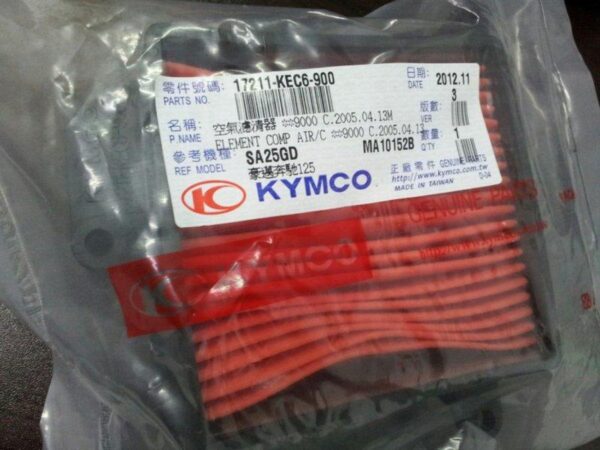 零件號碼: 17211-KEC6-900 日期: 2012.11
PARTS NO. DATE
版數: 3
VER
名稱: 空氣濾清器 ※9000 C.2005.04.13M
P.NAME ELEMENT COMP AIR/C ※9000 C.2005.04.13
數量: 1
Q'TY
參考機種: SA25GD MA10152B
REF MODEL 豪邁奔馳125
正廠零件 GENUINE PARTS
KYMCO http://www.kymco.com.tw
MADE IN TAIWAN D-04
KYMCO GENUINE PARTS